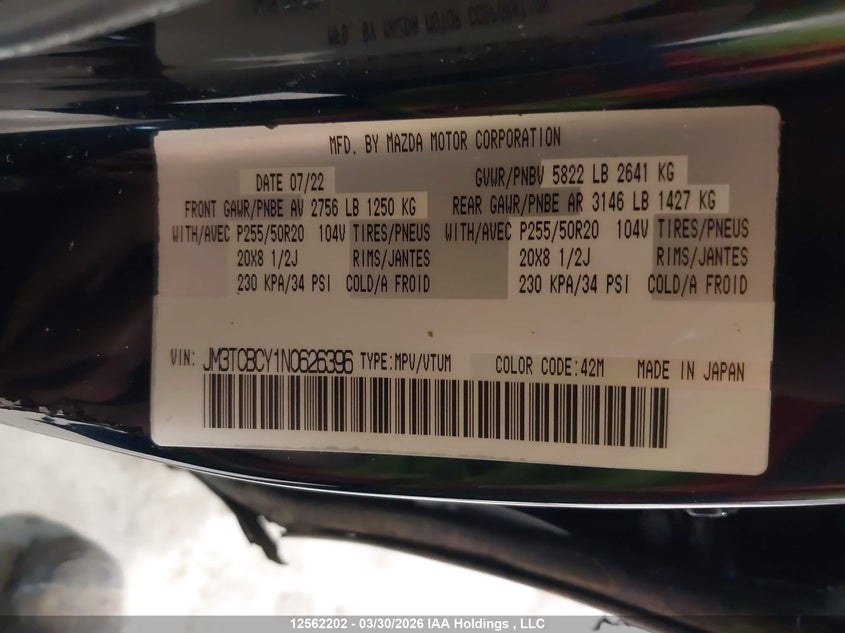 MFD. BY MAZDA MOTOR CORPORATION
DATE 07/22 GVWR/PNBV 5822 LB 2641 KG
FRONT GAWR/PNBE AV 2756 LB 1250 KG REAR GAWR/PNBE AR 3146 LB 1427 KG
WITH/AVEC P255/50R20 104V TIRES/PNEUS WITH/AVEC P255/50R20 104V TIRES/PNEUS
20X8 1/2J RIMS/JANTES 20X8 1/2J RIMS/JANTES
230 KPA/34 PSI COLD/A FROID 230 KPA/34 PSI COLD/A FROID
VIN: JM3TCBCY1N0626396 TYPE:MPV/VTUM COLOR CODE:42M MADE IN JAPAN
12562202 - 03/30/2026 IAA Holdings , LLC